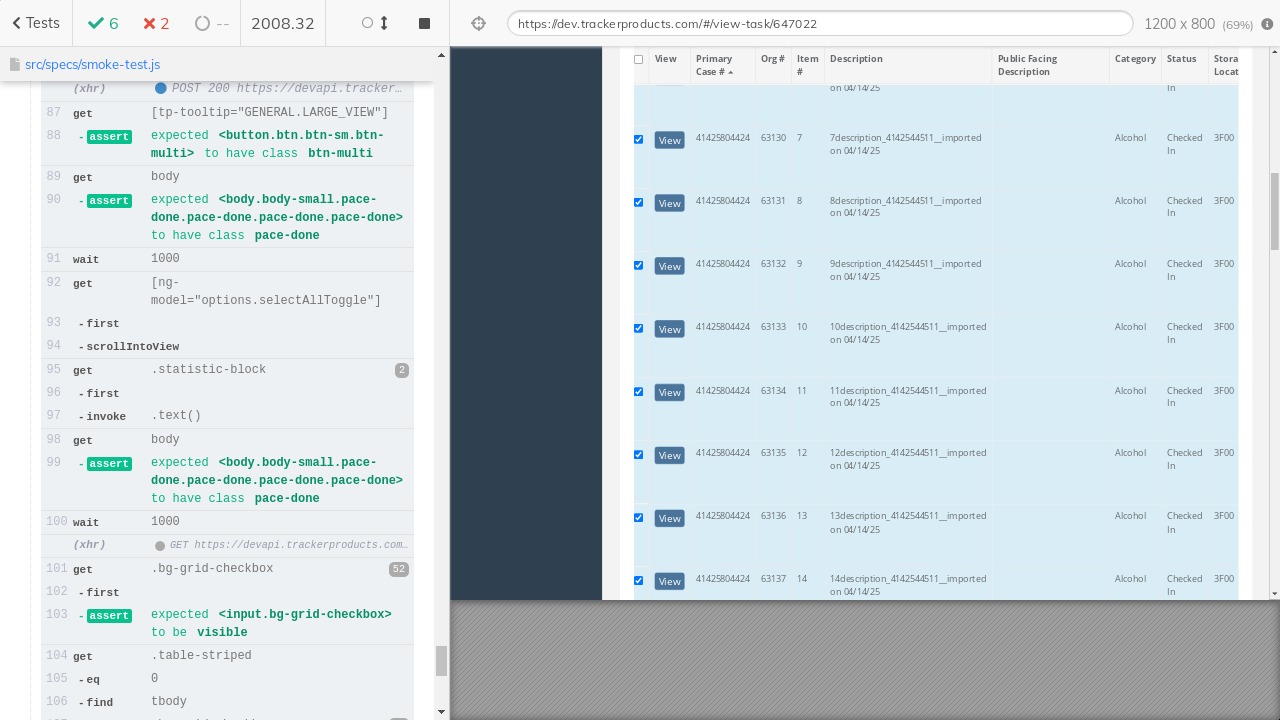 Tests
6
2
--
2008.32
https://dev.trackerproducts.com/#/view-task/647022
1200 x 800 (69%)
src/specs/smoke-test.js
(xhr) POST 200 https://devapi.tracker…
87 get [tp-tooltip="GENERAL.LARGE_VIEW"]
88 -assert expected <button.btn.btn-sm.btn-
multi> to have class btn-multi
89 get body
90 -assert expected <body.body-small.pace-
done.pace-done.pace-done.pace-done>
to have class pace-done
91 wait 1000
92 get [ng-
model="options.selectAllToggle"]
93 -first
94 -scrollIntoView
95 get .statistic-block 2
96 -first
97 -invoke .text()
98 get body
99 -assert expected <body.body-small.pace-
done.pace-done.pace-done.pace-done>
to have class pace-done
100 wait 1000
(xhr) GET https://devapi.trackerproducts.com…
101 get .bg-grid-checkbox 52
102 -first
103 -assert expected <input.bg-grid-checkbox>
to be visible
104 get .table-striped
105 -eq 0
106 -find tbody
View Primary Org # Item Description Public Facing Category Status Stora
Case # # Description Locat
on 04/14/25 In
View 41425804424 63130 7 7description_4142544511__imported Alcohol Checked 3F00
on 04/14/25 In
View 41425804424 63131 8 8description_4142544511__imported Alcohol Checked 3F00
on 04/14/25 In
View 41425804424 63132 9 9description_4142544511__imported Alcohol Checked 3F00
on 04/14/25 In
View 41425804424 63133 10 10description_4142544511__imported Alcohol Checked 3F00
on 04/14/25 In
View 41425804424 63134 11 11description_4142544511__imported Alcohol Checked 3F00
on 04/14/25 In
View 41425804424 63135 12 12description_4142544511__imported Alcohol Checked 3F00
on 04/14/25 In
View 41425804424 63136 13 13description_4142544511__imported Alcohol Checked 3F00
on 04/14/25 In
View 41425804424 63137 14 14description_4142544511__imported Alcohol Checked 3F00
on 04/14/25 In